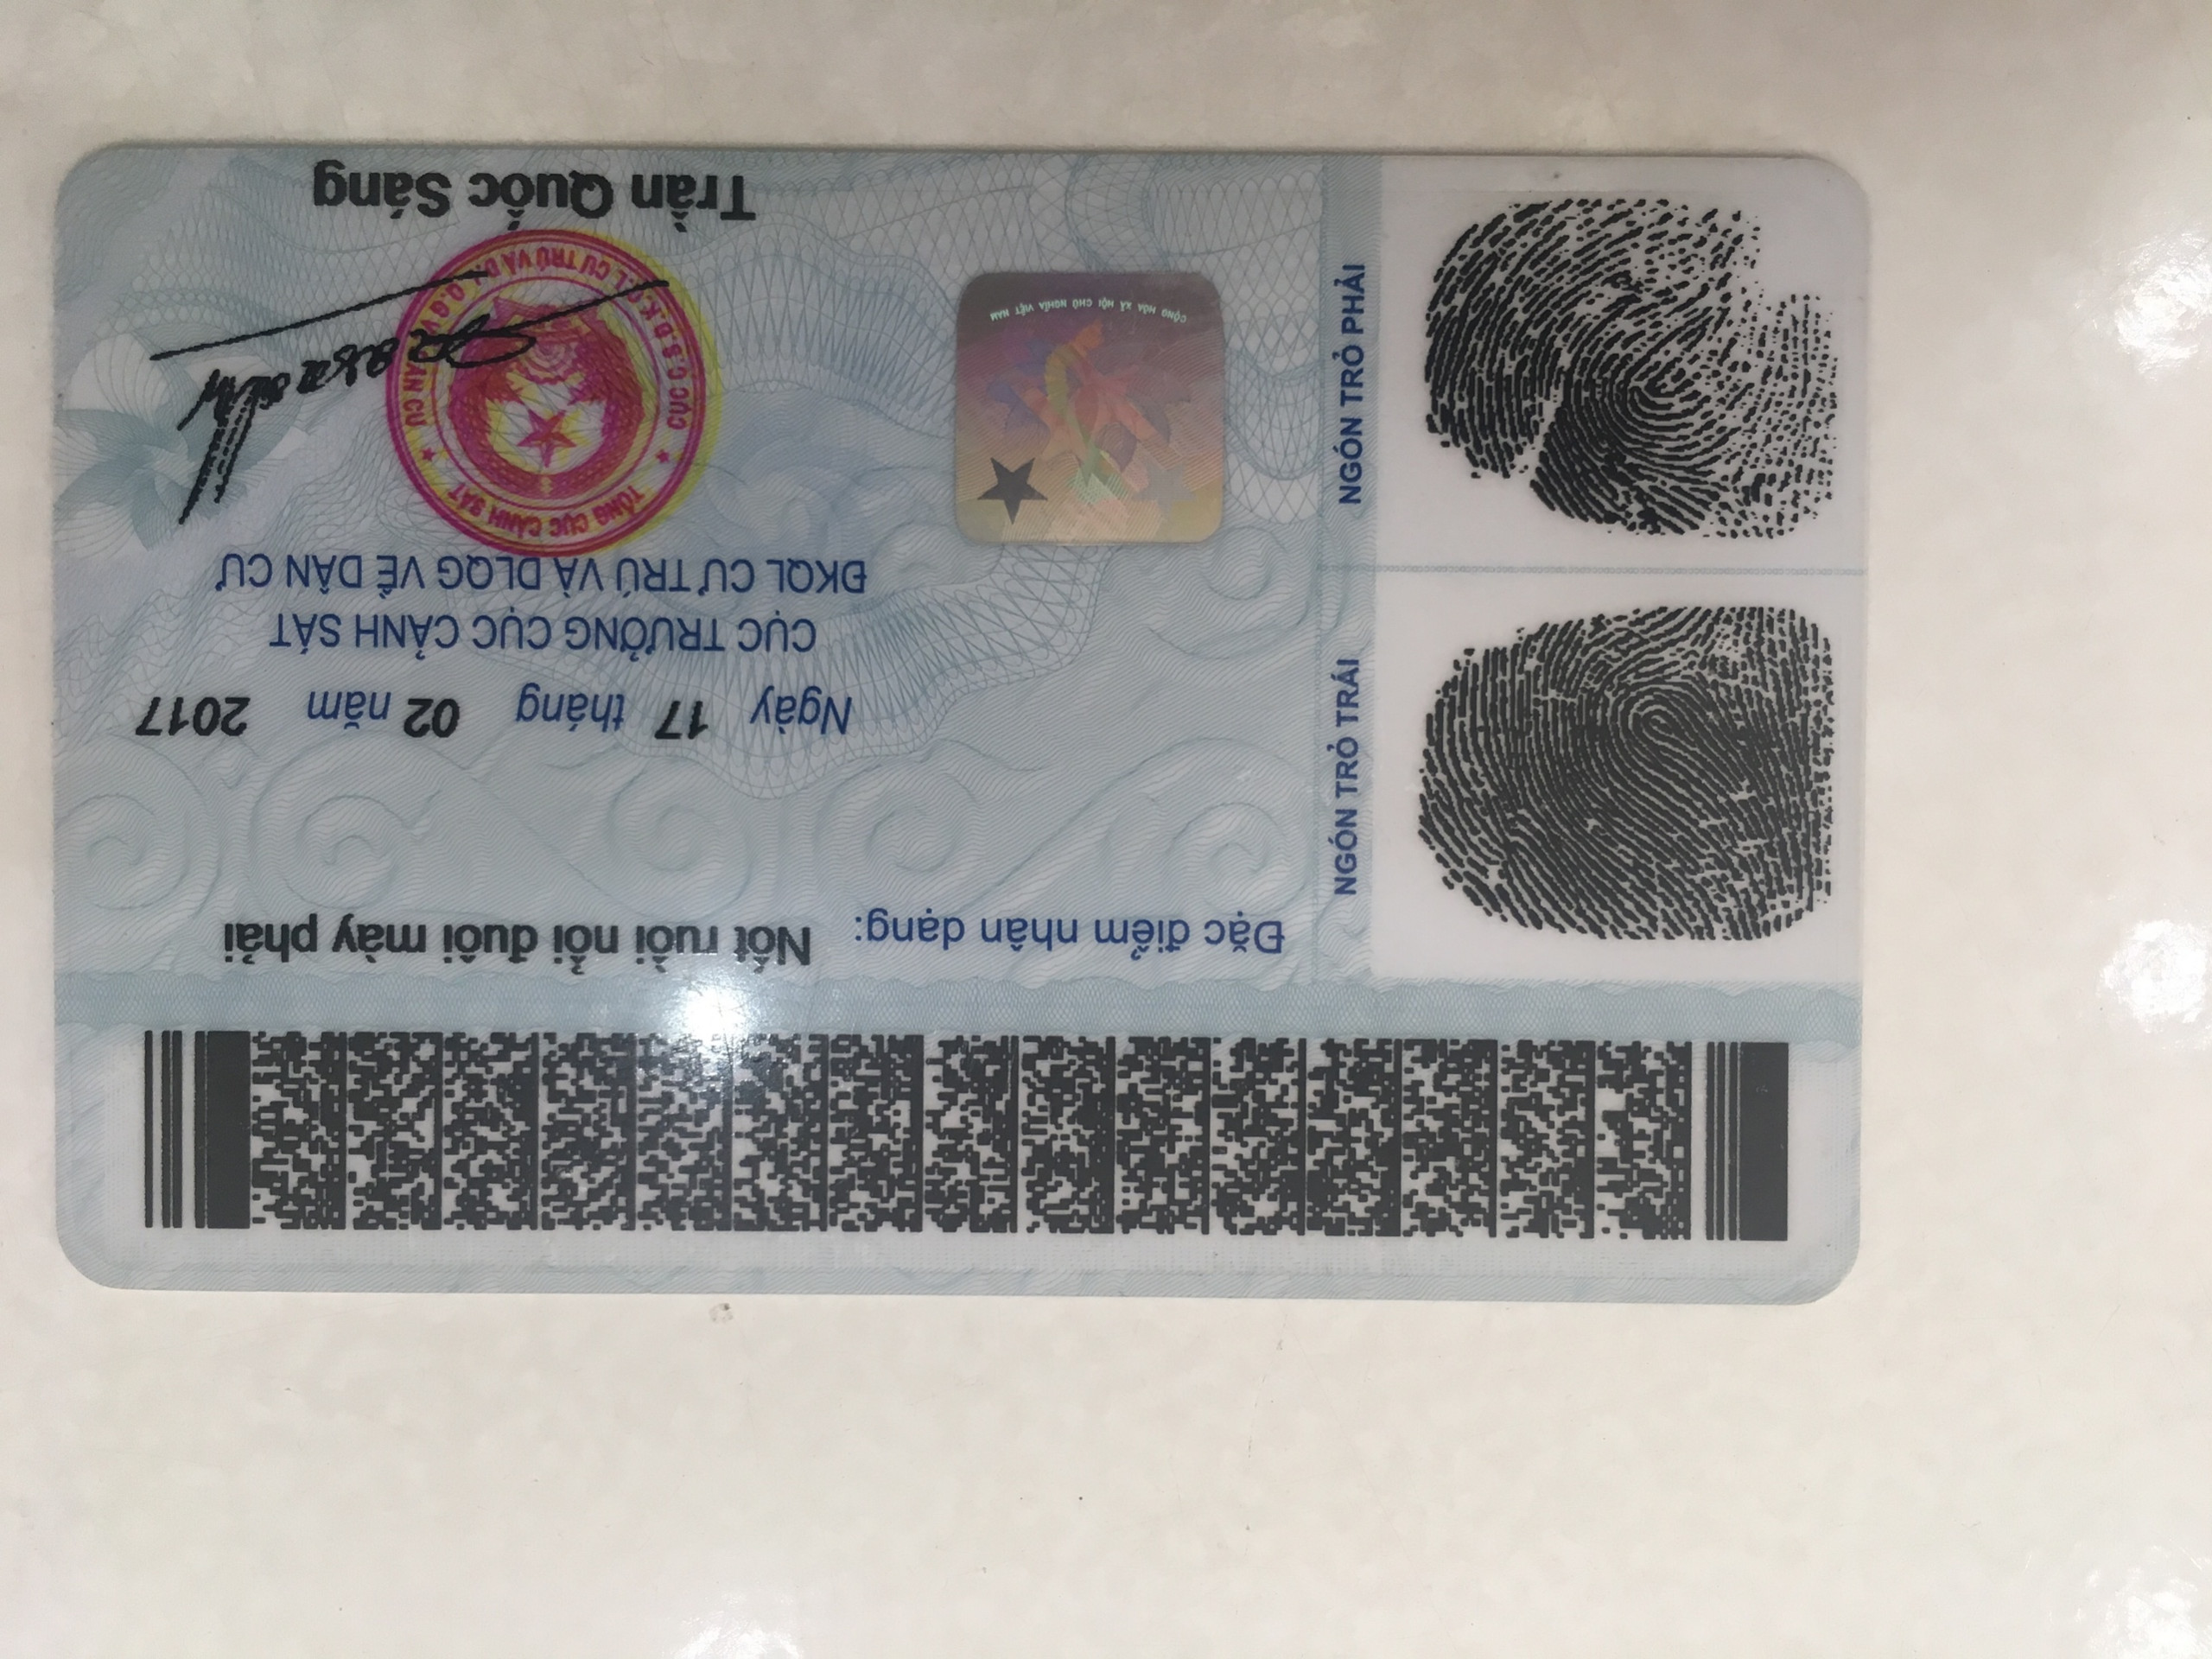 Đặc điểm nhân dạng: Nốt ruồi nổi đuôi mày phải
NGÓN TRỎ TRÁI
Ngày 17 tháng 02 năm 2017
CỤC TRƯỞNG CỤC CẢNH SÁT
ĐKQL CƯ TRÚ VÀ DLQG VỀ DÂN CƯ
NGÓN TRỎ PHẢI
TỔNG CỤC CẢNH SÁT
CỤC C.S.Đ.K.Q.L CƯ TRÚ VÀ D.L.Q.G VỀ DÂN CƯ
CỘNG HÒA XÃ HỘI CHỦ NGHĨA VIỆT NAM
Trần Quốc Sáng